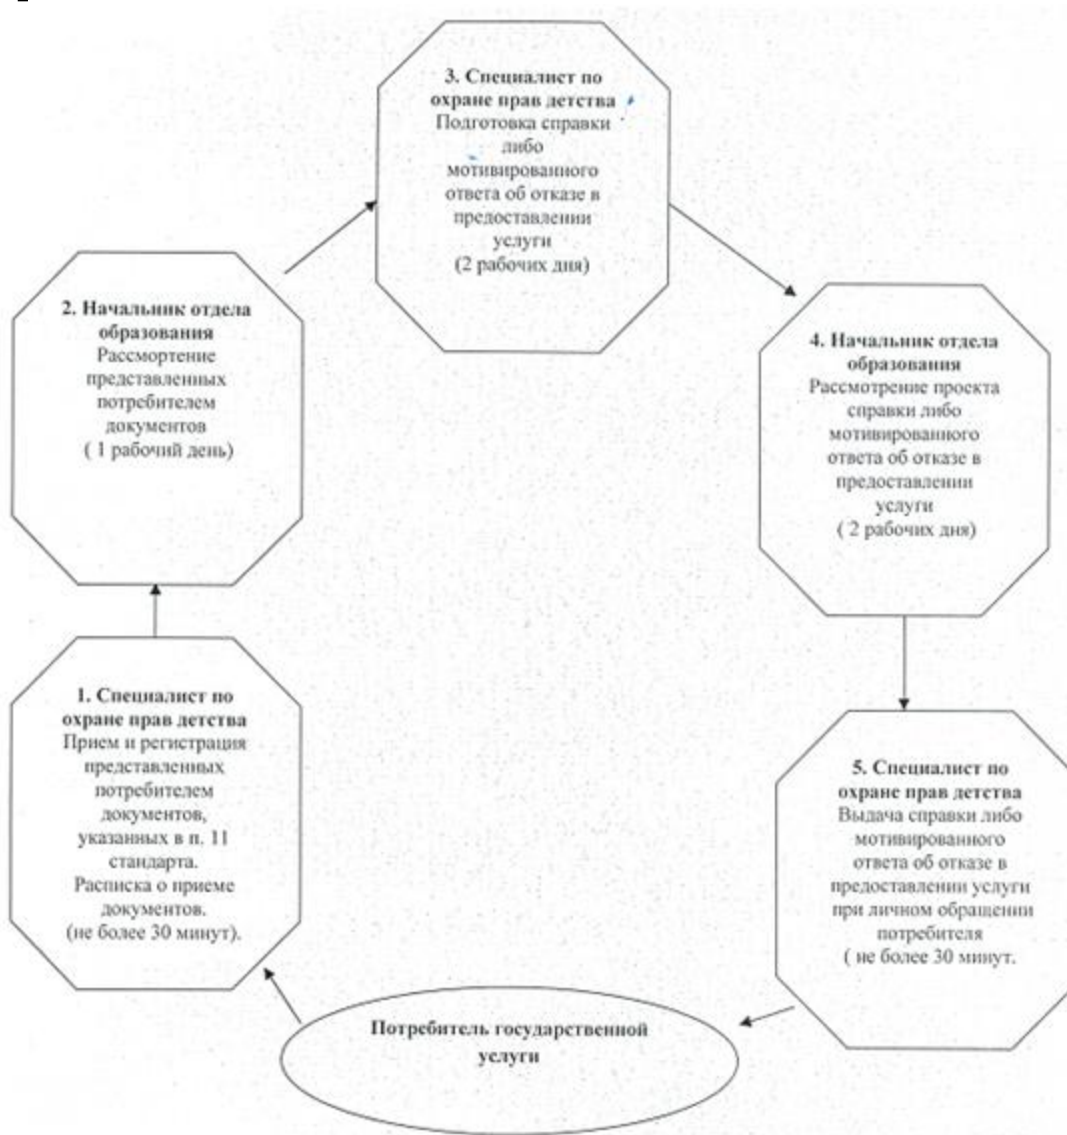 3. Специалист по
охране прав детства
Подготовка справки
либо
мотивированного
ответа об отказе в
предоставлении
услуги
(2 рабочих дня)
2. Начальник отдела
образования
Рассмортение
представленных
потребителем
документов
( 1 рабочий день)
4. Начальник отдела
образования
Рассмотрение проекта
справки либо
мотивированного
ответа об отказе в
предоставлении
услуги
( 2 рабочих дня)
1. Специалист по
охране прав детства
Прием и регистрация
представленных
потребителем
документов,
указанных в п. 11
стандарта.
Расписка о приеме
документов.
(не более 30 минут).
5. Специалист по
охране прав детства
Выдача справки либо
мотивированного
ответа об отказе в
предоставлении услуги
при личном обращении
потребителя
( не более 30 минут.
Потребитель государственной
услуги